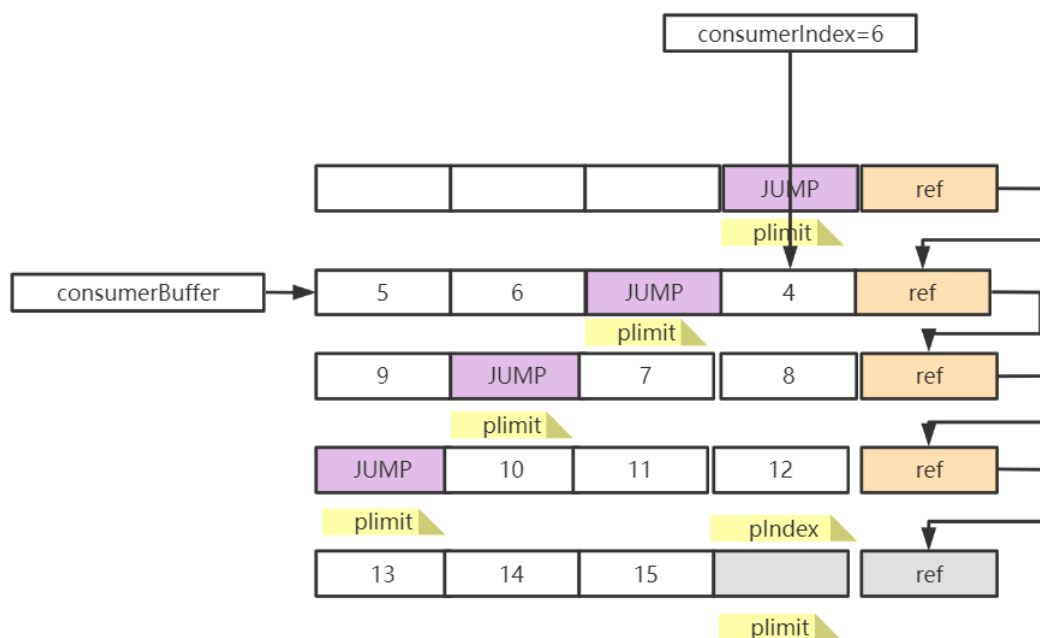 consumerIndex=6
JUMP ref
plimit
consumerBuffer 5 6 JUMP 4 ref
plimit
9 JUMP 7 8 ref
plimit
JUMP 10 11 12 ref
plimit pIndex
13 14 15 ref
plimit